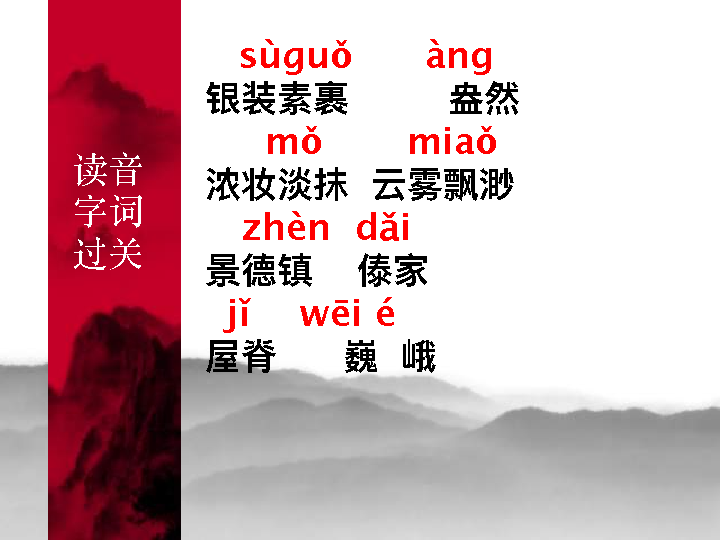 读音
字词
过关
sùguǒ àng
银装素裹 盎然
mǒ miaǒ
浓妆淡抹 云雾飘渺
zhèn dǎi
景德镇 傣家
jǐ wēi é
屋脊 巍 峨